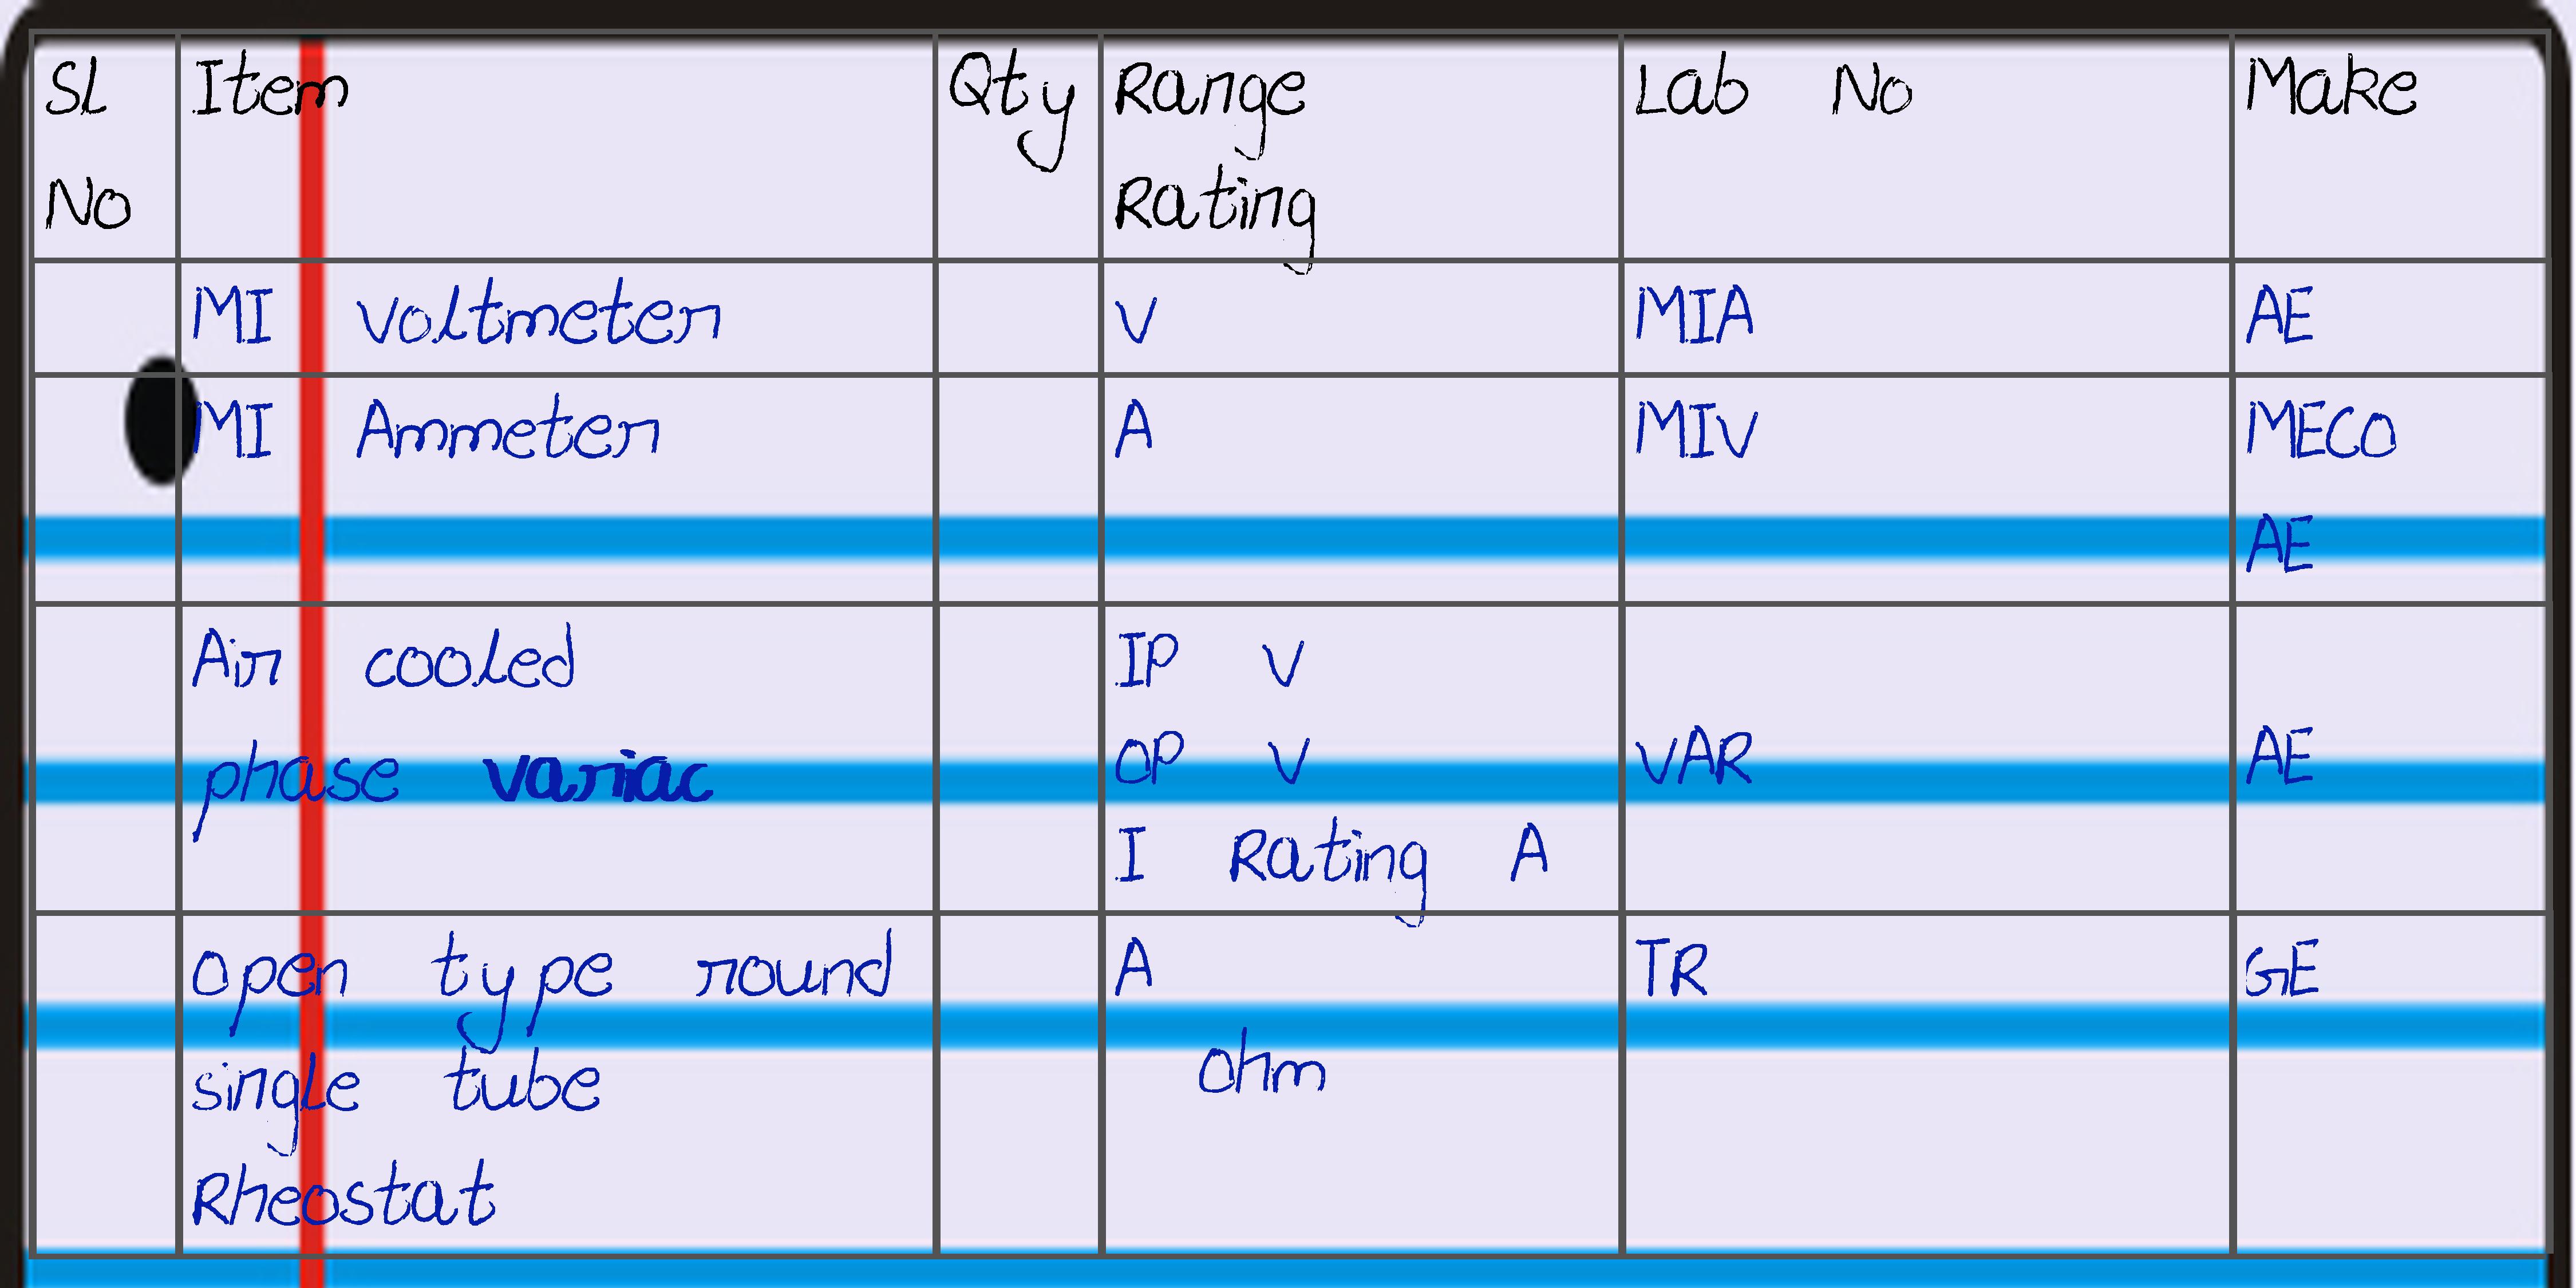 Sl Item Qty Range Lab No Make
No Rating
MI Voltmeter V MIA AE
MI Ammeter A MIV MECO
AE
Air cooled IP V
phase variac OP V VAR AE
I Rating A
Open type round A TR GE
single tube Ohm
Rheostat